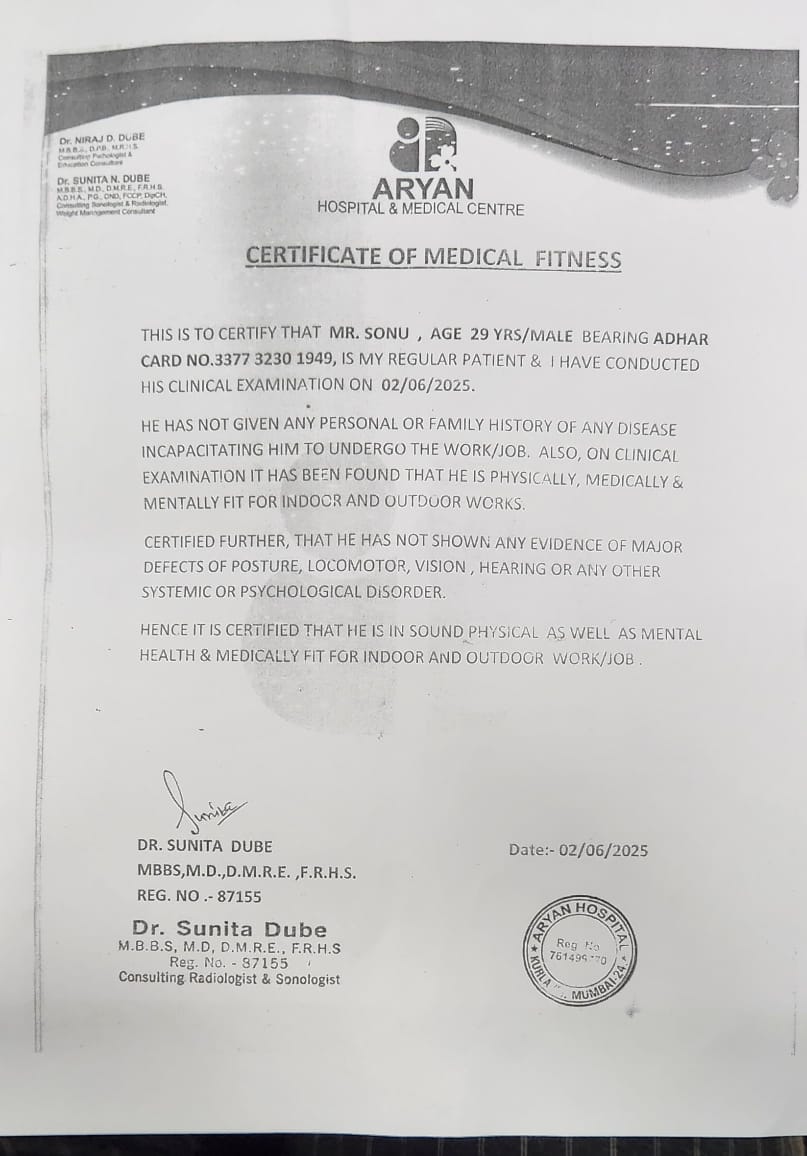 Dr. NIRAJ D. DUBE
M.B.B.S., D.P.B., M.R.H.S.
Consulting Pathologist &
Education Consultant
Dr. SUNITA N. DUBE
M.B.B.S., M.D., D.M.R.E., F.R.H.S.
A.D.H.A., PG, DND, FCCP, DipCH,
Consulting Sonologist & Radiologist,
Weight Management Consultant
ARYAN
HOSPITAL & MEDICAL CENTRE
CERTIFICATE OF MEDICAL FITNESS
THIS IS TO CERTIFY THAT MR. SONU , AGE 29 YRS/MALE BEARING ADHAR
CARD NO.3377 3230 1949, IS MY REGULAR PATIENT & I HAVE CONDUCTED
HIS CLINICAL EXAMINATION ON 02/06/2025.
HE HAS NOT GIVEN ANY PERSONAL OR FAMILY HISTORY OF ANY DISEASE
INCAPACITATING HIM TO UNDERGO THE WORK/JOB. ALSO, ON CLINICAL
EXAMINATION IT HAS BEEN FOUND THAT HE IS PHYSICALLY, MEDICALLY &
MENTALLY FIT FOR INDOOR AND OUTDOOR WORKS.
CERTIFIED FURTHER, THAT HE HAS NOT SHOWN ANY EVIDENCE OF MAJOR
DEFECTS OF POSTURE, LOCOMOTOR, VISION , HEARING OR ANY OTHER
SYSTEMIC OR PSYCHOLOGICAL DISORDER.
HENCE IT IS CERTIFIED THAT HE IS IN SOUND PHYSICAL AS WELL AS MENTAL
HEALTH & MEDICALLY FIT FOR INDOOR AND OUTDOOR WORK/JOB .
Sunita
DR. SUNITA DUBE
MBBS,M.D.,D.M.R.E. ,F.R.H.S.
REG. NO .- 87155
Date:- 02/06/2025
Dr. Sunita Dube
M.B.B.S, M.D, D.M.R.E., F.R.H.S
Reg. No. - 87155
Consulting Radiologist & Sonologist
ARYAN HOSPITAL
Reg No
KURLA
MUMBAI-24.